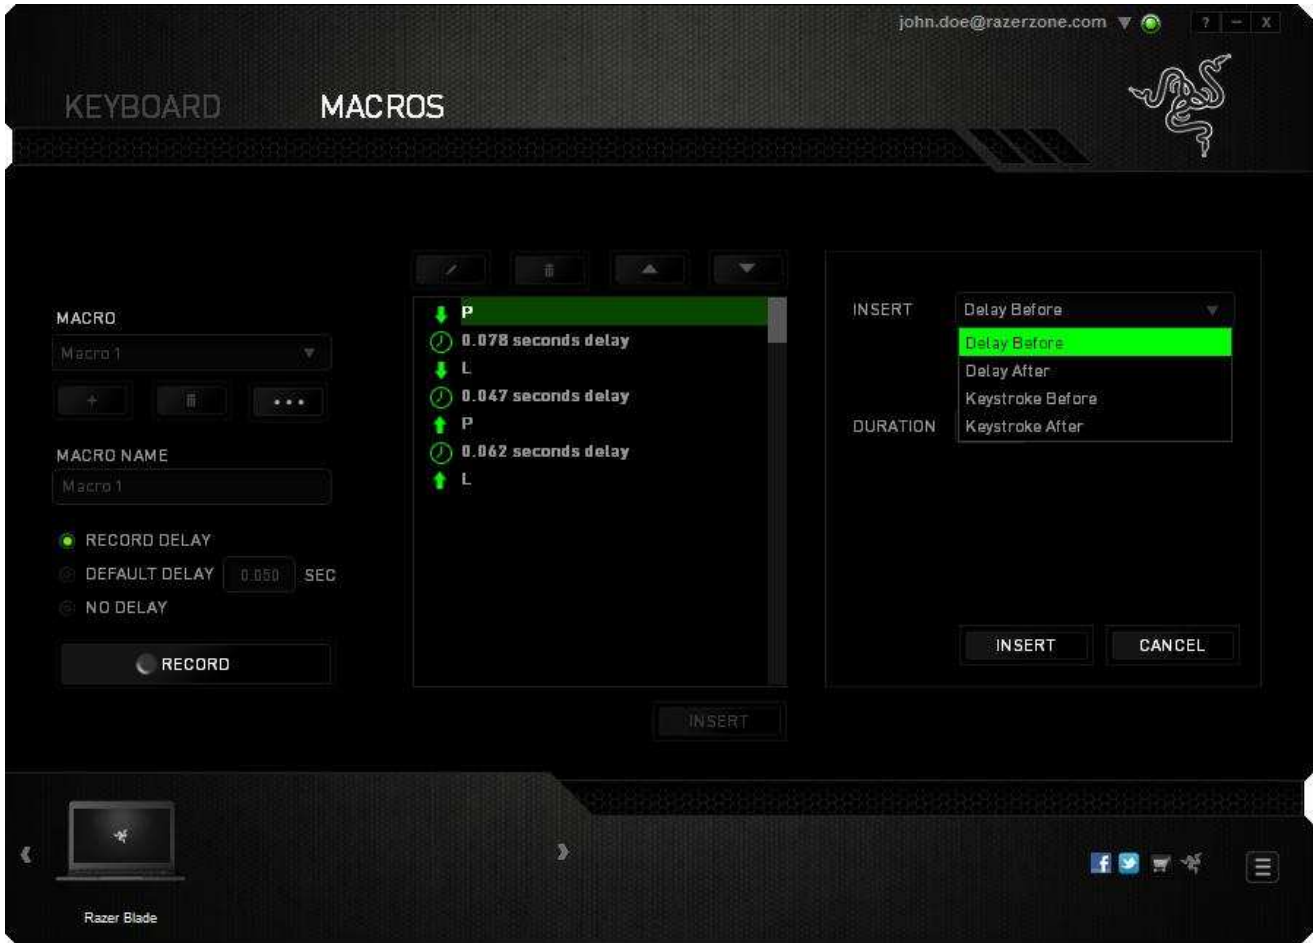 john.doe@razerzone.com
? — X
KEYBOARD MACROS
MACRO
Macro 1
+
...
MACRO NAME
Macro 1
RECORD DELAY
DEFAULT DELAY 0.050 SEC
NO DELAY
RECORD
P
0.078 seconds delay
L
0.047 seconds delay
P
0.062 seconds delay
L
INSERT
INSERT Delay Before
Delay Before
Delay After
Keystroke Before
Keystroke After
DURATION
INSERT CANCEL
Razer Blade